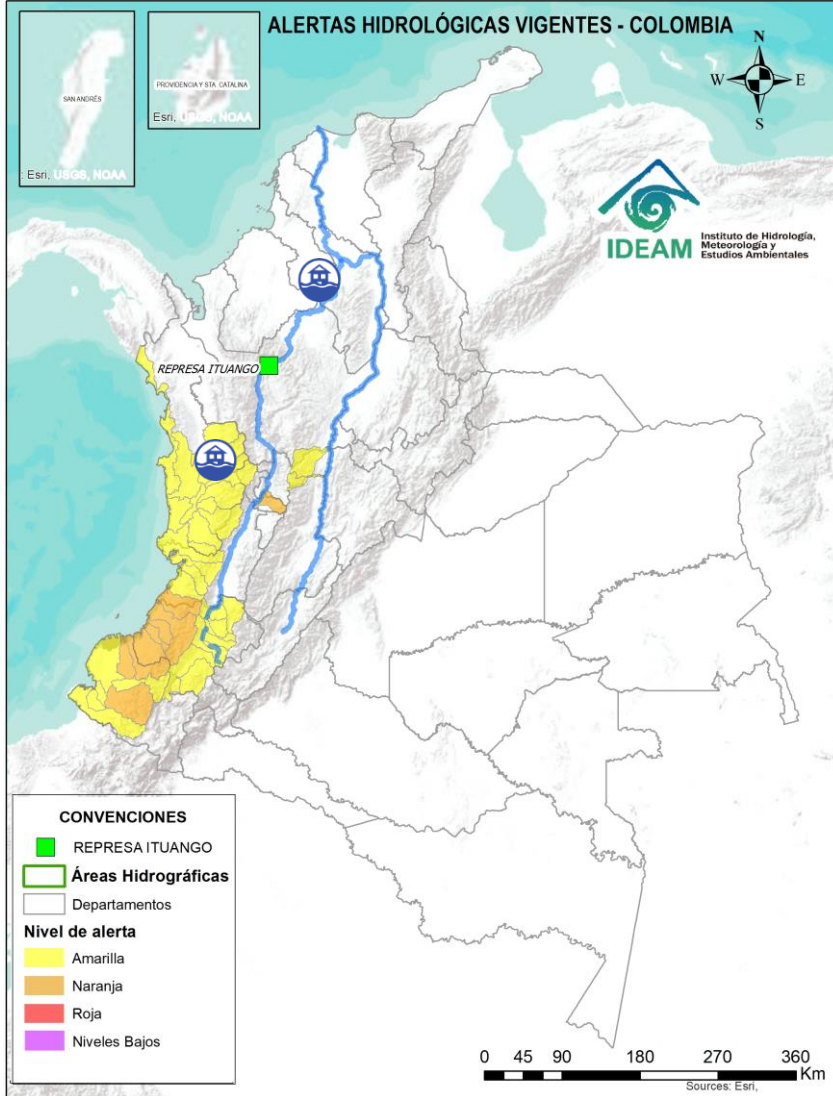 ALERTAS HIDROLÓGICAS VIGENTES - COLOMBIA
SAN ANDRÉS
Esri, USGS, NOAA
PROVIDENCIA Y STA. CATALINA
Esri, USGS, NOAA
N
W
E
S
IDEAM
Instituto de Hidrología,
Meteorología y
Estudios Ambientales
REPRESA ITUANGO
CONVENCIONES
REPRESA ITUANGO
Áreas Hidrográficas
Departamentos
Nivel de alerta
Amarilla
Naranja
Roja
Niveles Bajos
0 45 90 180 270 360
Km
Sources: Esri,